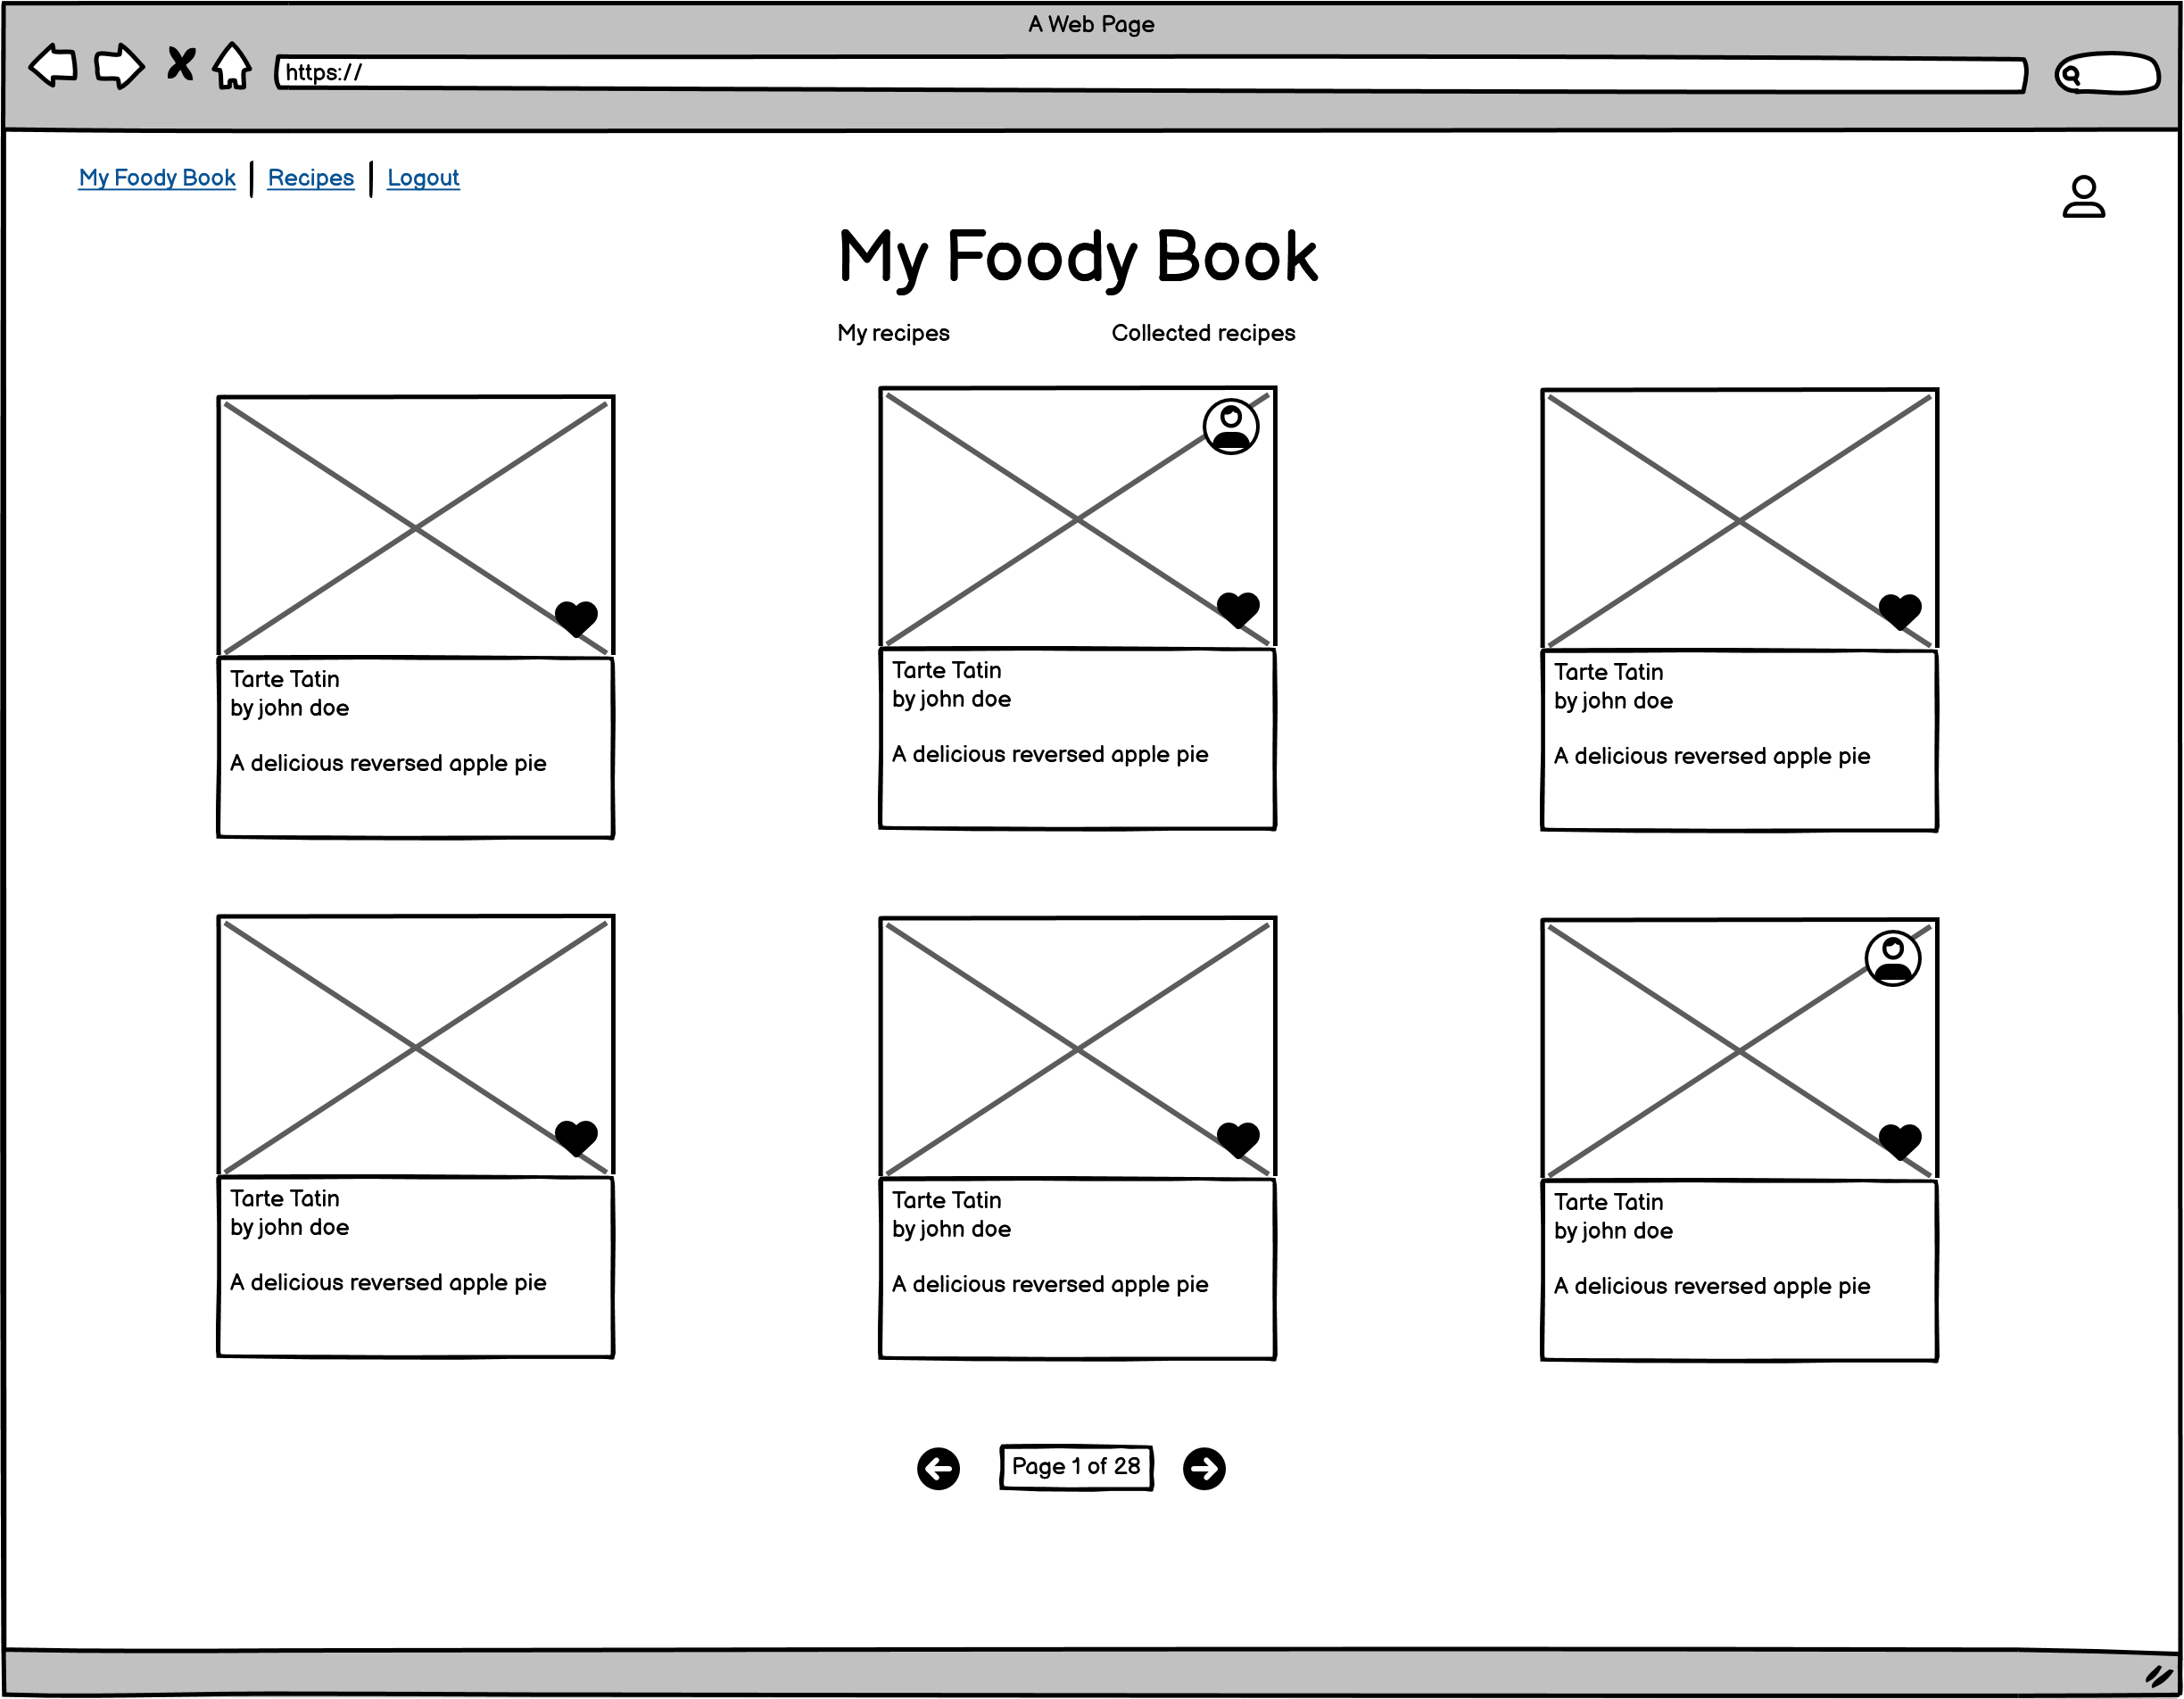 A Web Page
https://
My Foody Book | Recipes | Logout
My Foody Book
My recipes
Collected recipes
Tarte Tatin
by john doe
A delicious reversed apple pie
Tarte Tatin
by john doe
A delicious reversed apple pie
Tarte Tatin
by john doe
A delicious reversed apple pie
Tarte Tatin
by john doe
A delicious reversed apple pie
Tarte Tatin
by john doe
A delicious reversed apple pie
Tarte Tatin
by john doe
A delicious reversed apple pie
Page 1 of 28